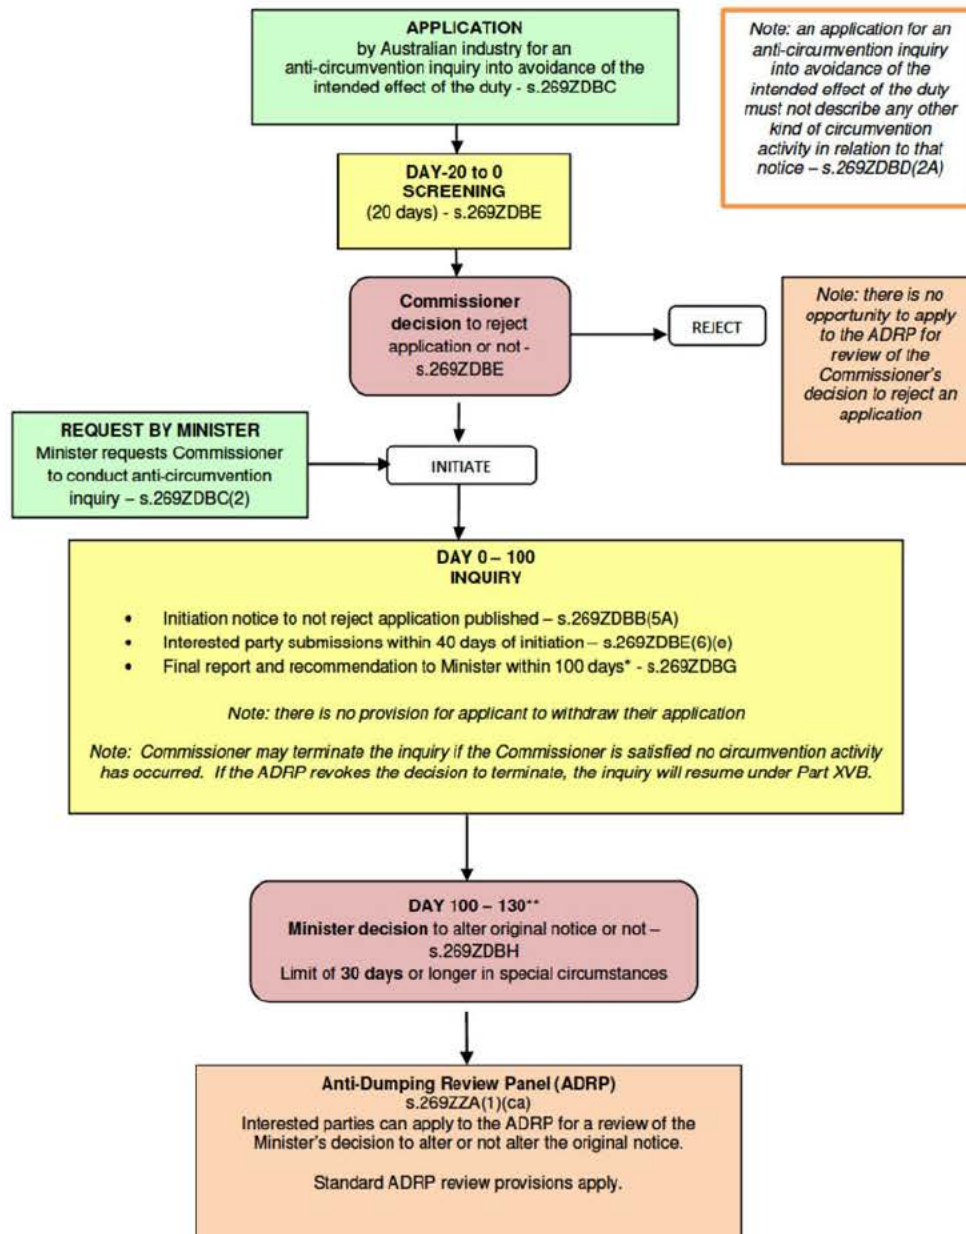 APPLICATION
by Australian industry for an
anti-circumvention inquiry into avoidance of the
intended effect of the duty - s.269ZDBC
Note: an application for an
anti-circumvention inquiry
into avoidance of the
intended effect of the duty
must not describe any other
kind of circumvention
activity in relation to that
notice – s.269ZDBD(2A)
DAY-20 to 0
SCREENING
(20 days) - s.269ZDBE
Commissioner
decision to reject
application or not -
s.269ZDBE
REJECT
Note: there is no
opportunity to apply
to the ADRP for
review of the
Commissioner's
decision to reject an
application
REQUEST BY MINISTER
Minister requests Commissioner
to conduct anti-circumvention
inquiry – s.269ZDBC(2)
INITIATE
DAY 0 – 100
INQUIRY
• Initiation notice to not reject application published – s.269ZDBB(5A)
• Interested party submissions within 40 days of initiation – s.269ZDBE(6)(e)
• Final report and recommendation to Minister within 100 days* - s.269ZDBG
Note: there is no provision for applicant to withdraw their application
Note: Commissioner may terminate the inquiry if the Commissioner is satisfied no circumvention activity
has occurred. If the ADRP revokes the decision to terminate, the inquiry will resume under Part XVB.
DAY 100 – 130**
Minister decision to alter original notice or not –
s.269ZDBH
Limit of 30 days or longer in special circumstances
Anti-Dumping Review Panel (ADRP)
s.269ZZA(1)(ca)
Interested parties can apply to the ADRP for a review of the
Minister's decision to alter or not alter the original notice.
Standard ADRP review provisions apply.